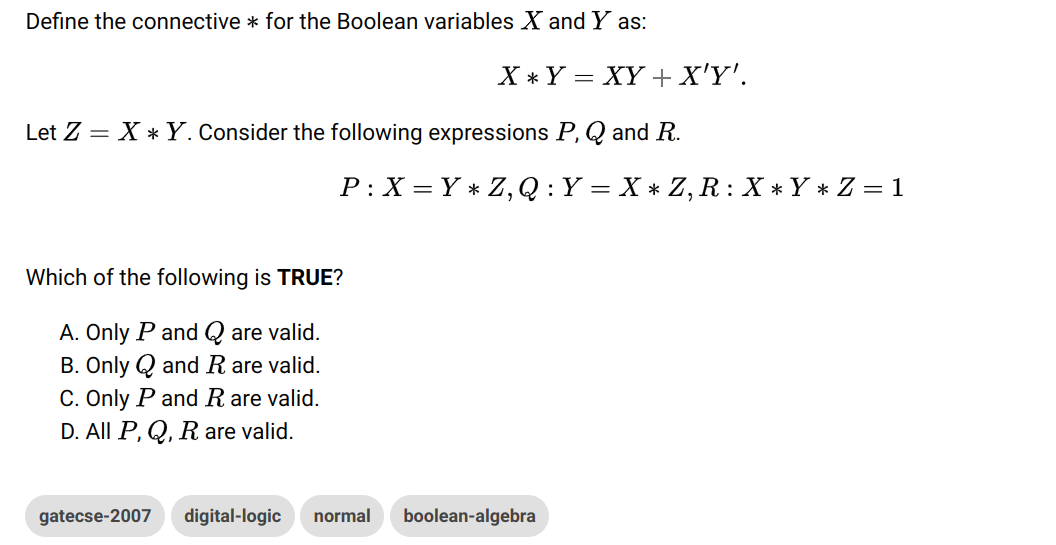 Define the connective * for the Boolean variables X and Y as:
X * Y = XY + X'Y'.
Let Z = X * Y. Consider the following expressions P, Q and R.
P : X = Y * Z, Q : Y = X * Z, R : X * Y * Z = 1
Which of the following is TRUE?
A. Only P and Q are valid.
B. Only Q and R are valid.
C. Only P and R are valid.
D. All P, Q, R are valid.
gatecse-2007 digital-logic normal boolean-algebra